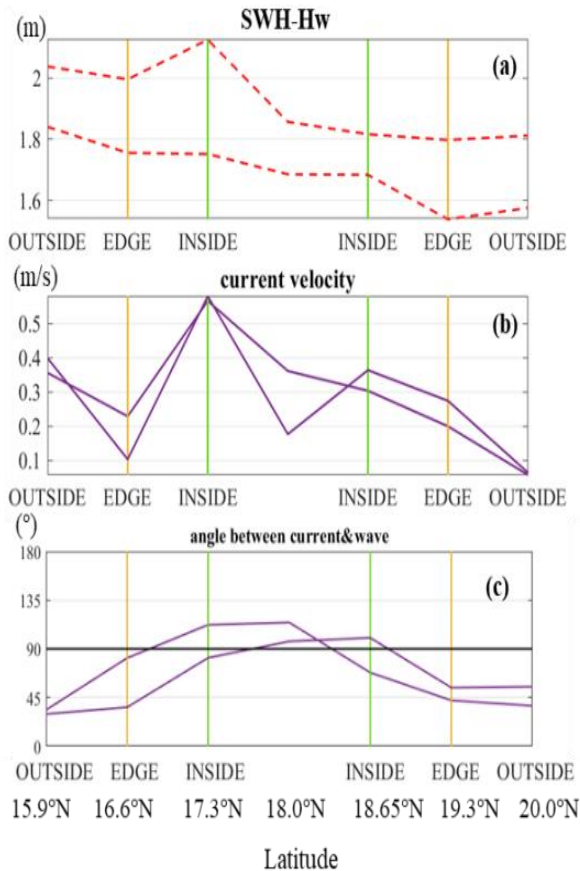 SWH-Hw
(m)
(a)
2
1.8
1.6
OUTSIDE EDGE INSIDE INSIDE EDGE OUTSIDE
(m/s)
current velocity
(b)
0.5
0.4
0.3
0.2
0.1
OUTSIDE EDGE INSIDE INSIDE EDGE OUTSIDE
(°)
angle between current&wave
180
(c)
135
90
45
0
OUTSIDE EDGE INSIDE INSIDE EDGE OUTSIDE
15.9°N 16.6°N 17.3°N 18.0°N 18.65°N 19.3°N 20.0°N
Latitude